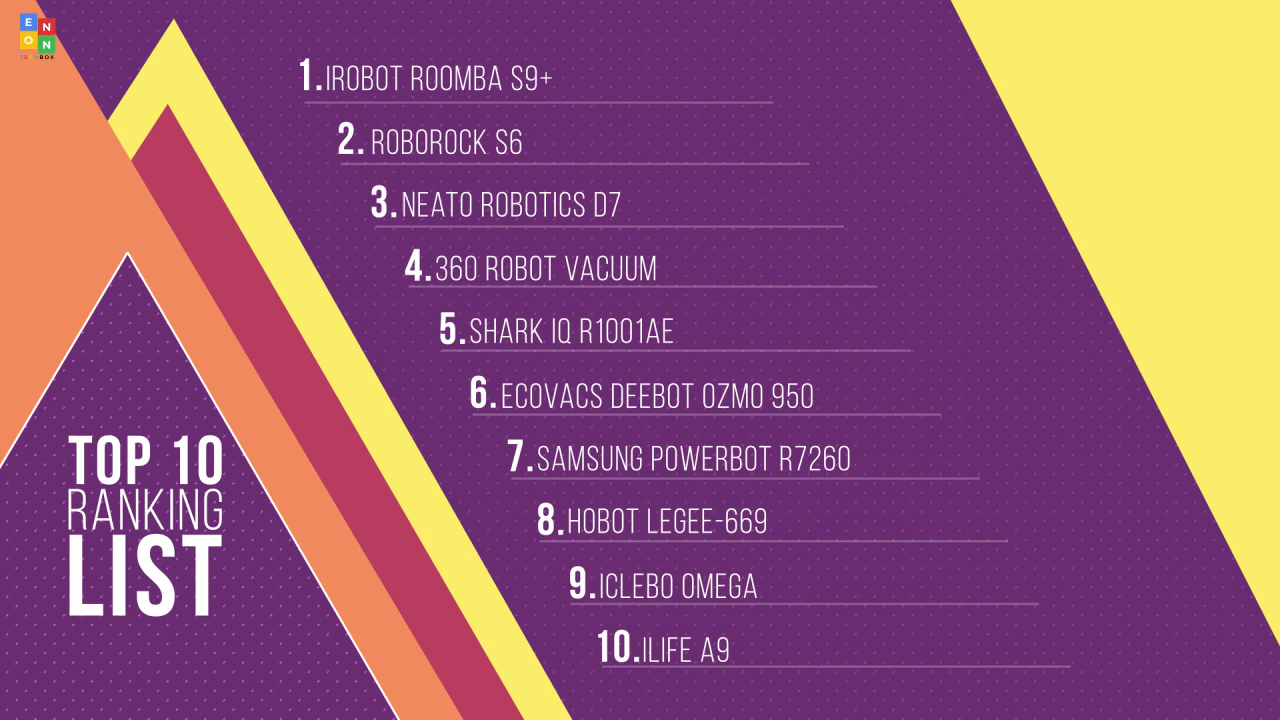 E N
O N
TECHBOX
1. IROBOT ROOMBA S9+
2. ROBOROCK S6
3. NEATO ROBOTICS D7
4. 360 ROBOT VACUUM
5. SHARK IQ R1001AE
6. ECOVACS DEEBOT OZMO 950
7. SAMSUNG POWERBOT R7260
8. HOBOT LEGEE-669
9. ICLEBO OMEGA
10. ILIFE A9
TOP 10
RANKING
LIST